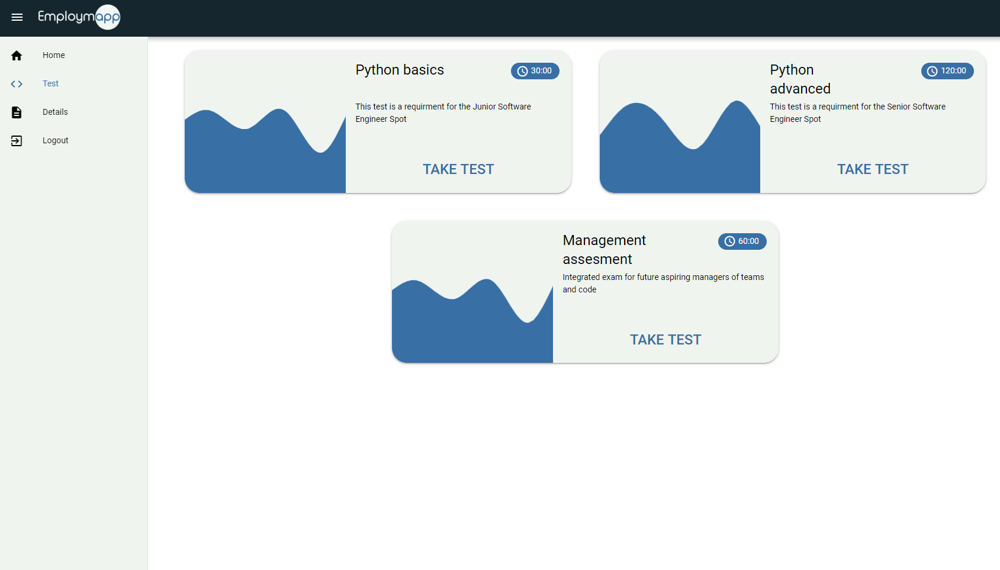 Employmapp
Home
Test
Details
Logout
Python basics
30:00
This test is a requirment for the Junior Software
Engineer Spot
TAKE TEST
Python
advanced
120:00
This test is a requirment for the Senior Software
Engineer Spot
TAKE TEST
Management
assesment
60:00
Integrated exam for future aspiring managers of teams
and code
TAKE TEST